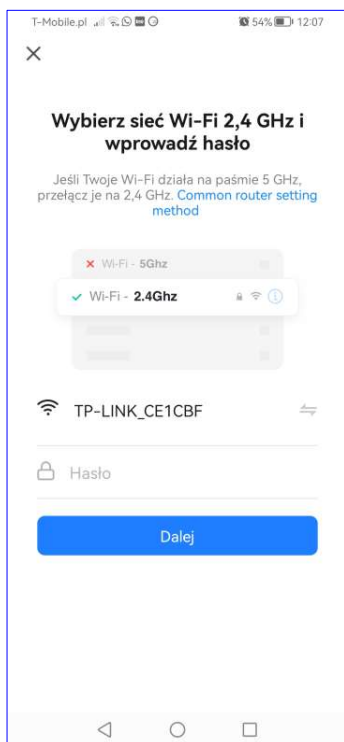 T-Mobile.pl 54% 12:07
Wybierz sieć Wi-Fi 2,4 GHz i
wprowadź hasło
Jeśli Twoje Wi-Fi działa na paśmie 5 GHz,
przełącz je na 2,4 GHz. Common router setting
method
Wi-Fi - 5Ghz
Wi-Fi - 2.4Ghz
TP-LINK_CE1CBF
Hasło
Dalej